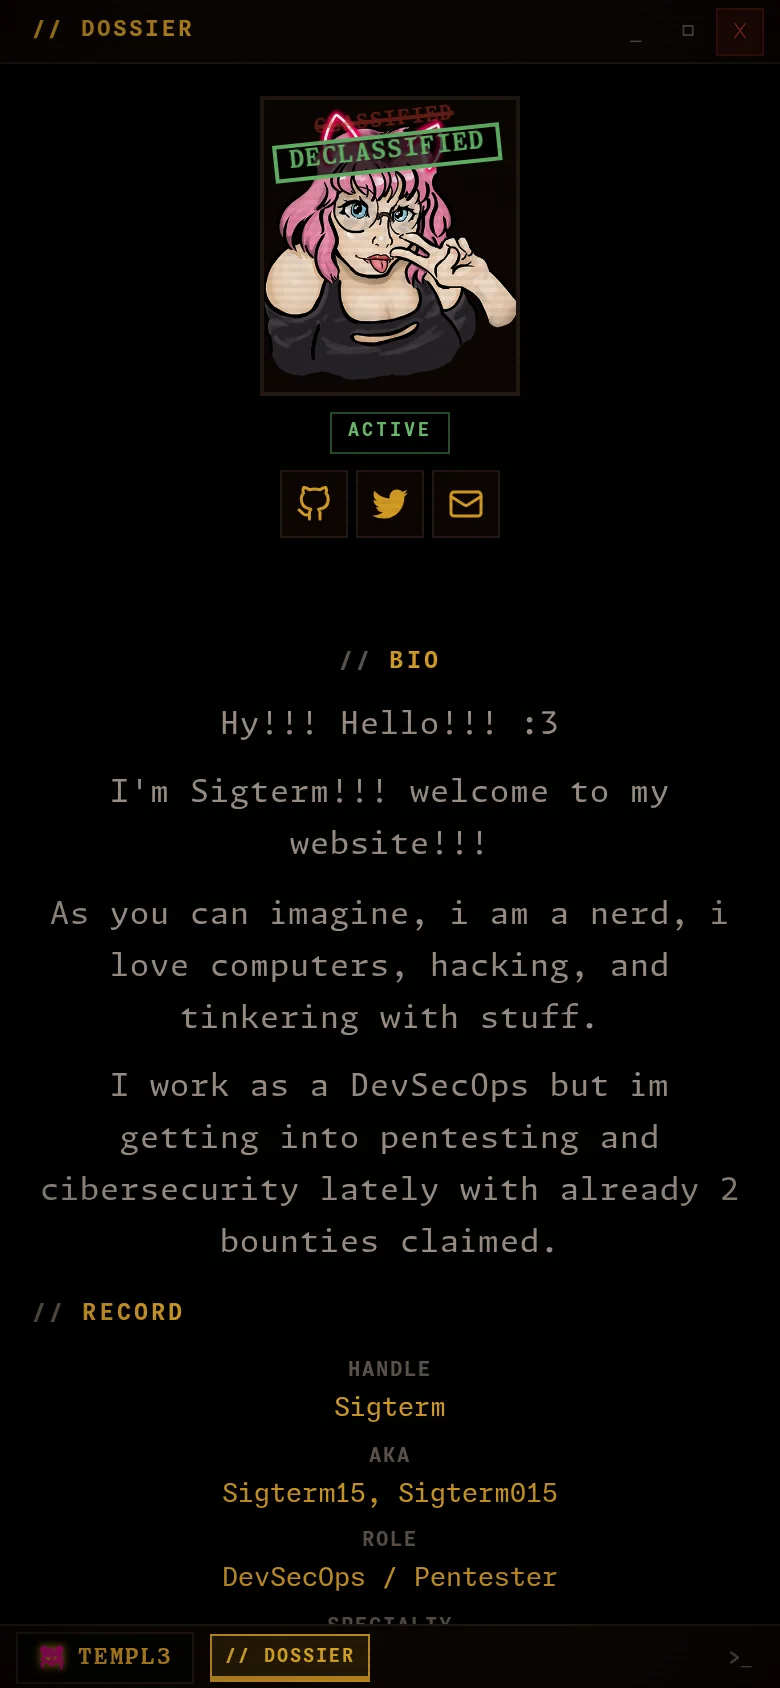 // DOSSIER
_ □ X
CLASSIFIED
DECLASSIFIED
ACTIVE
// BIO
Hy!!! Hello!!! :3
I'm Sigterm!!! welcome to my
website!!!
As you can imagine, i am a nerd, i
love computers, hacking, and
tinkering with stuff.
I work as a DevSecOps but im
getting into pentesting and
cibersecurity lately with already 2
bounties claimed.
// RECORD
HANDLE
Sigterm
AKA
Sigterm15, Sigterm015
ROLE
DevSecOps / Pentester
SPECIALTY
TEMPL3
// DOSSIER
>_